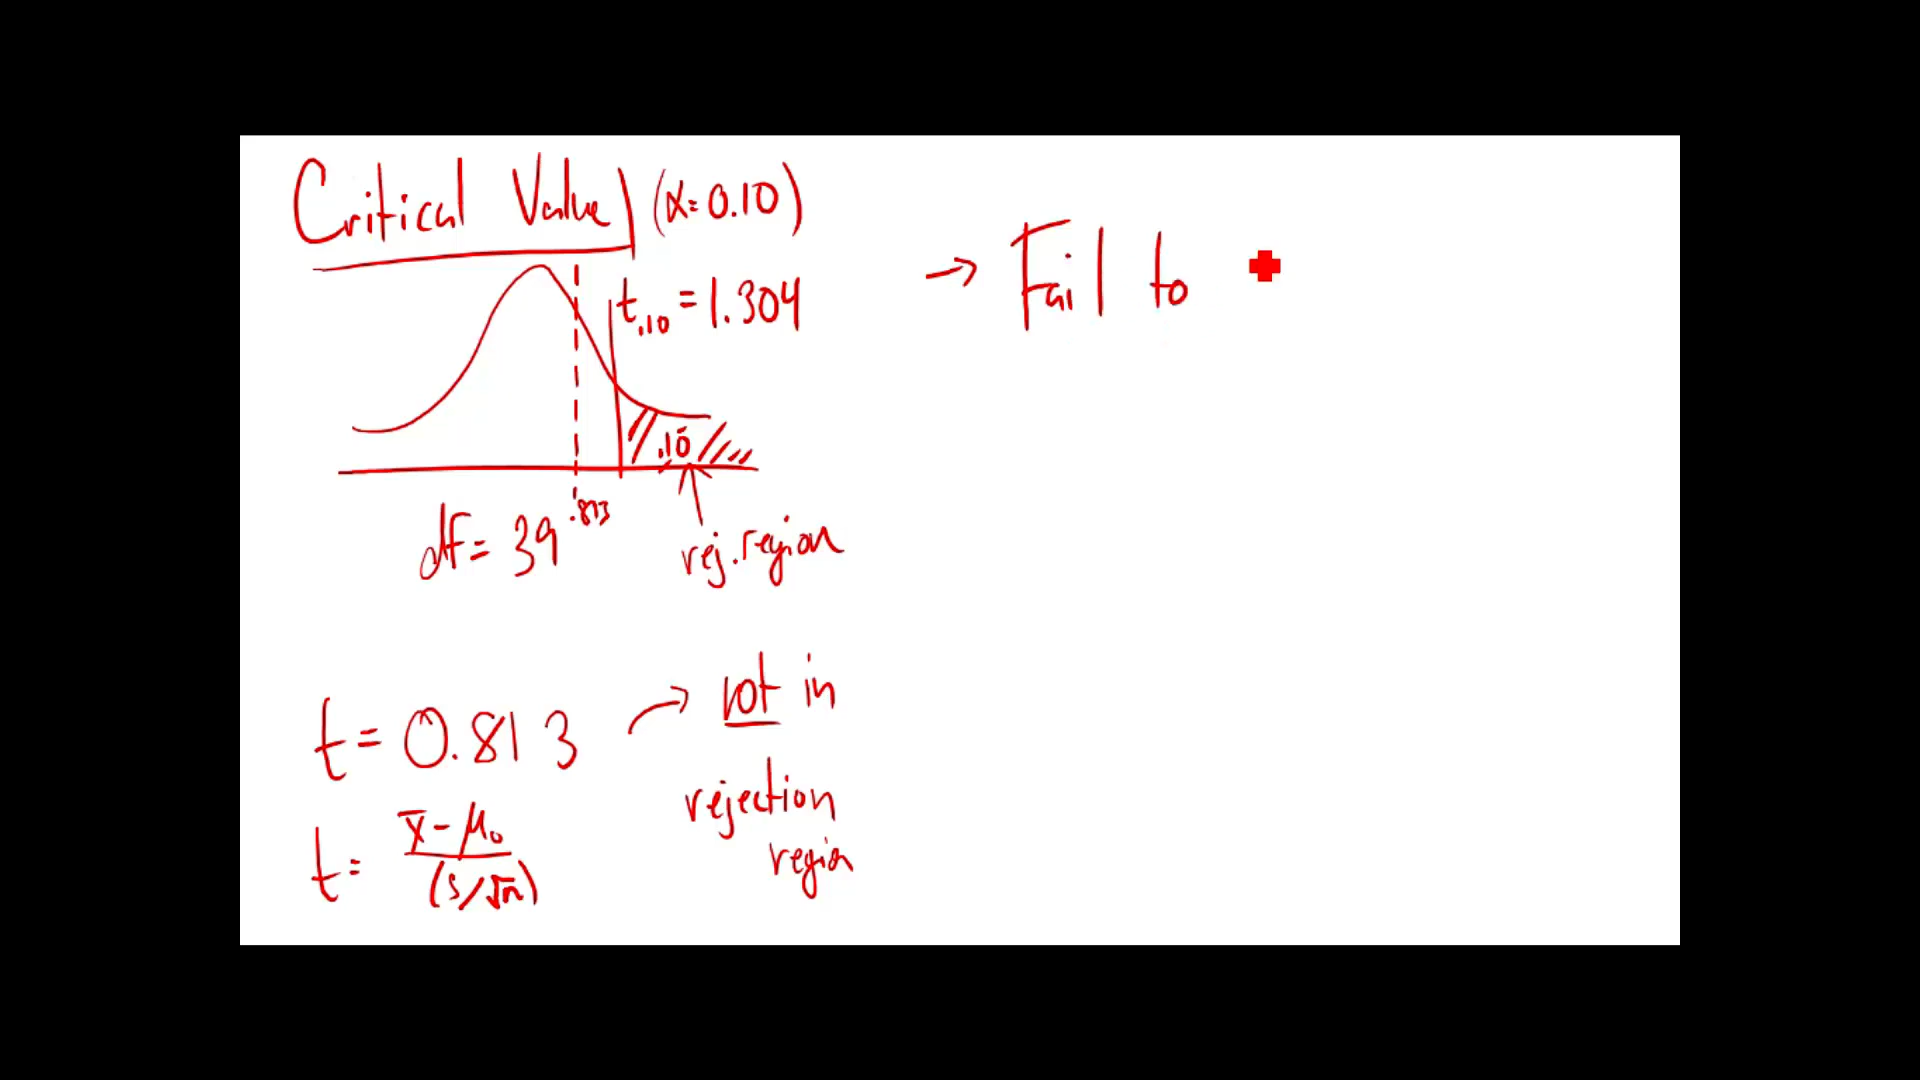 Critical Value (α=0.10)
t.10 = 1.304
.10
.813
df = 39
rej. region
t = 0.813 → not in
rejection
region
t = x̄ - μ₀ / (s/√n)
→ Fail to